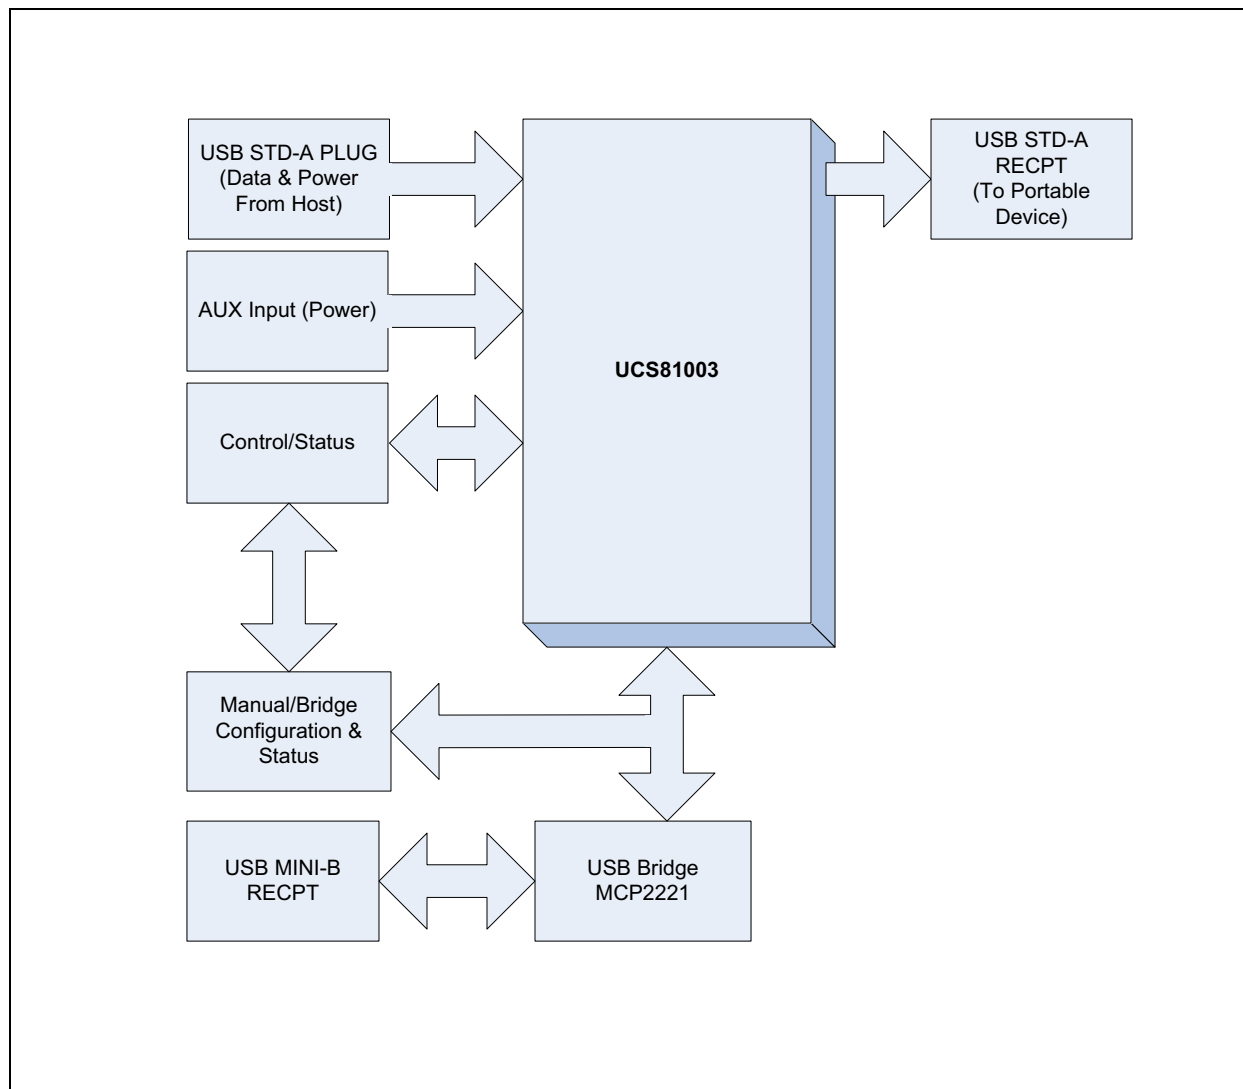 USB STD-A PLUG
(Data & Power
From Host)
USB STD-A
RECPT
(To Portable
Device)
AUX Input (Power)
UCS81003
Control/Status
Manual/Bridge
Configuration &
Status
USB MINI-B
RECPT
USB Bridge
MCP2221